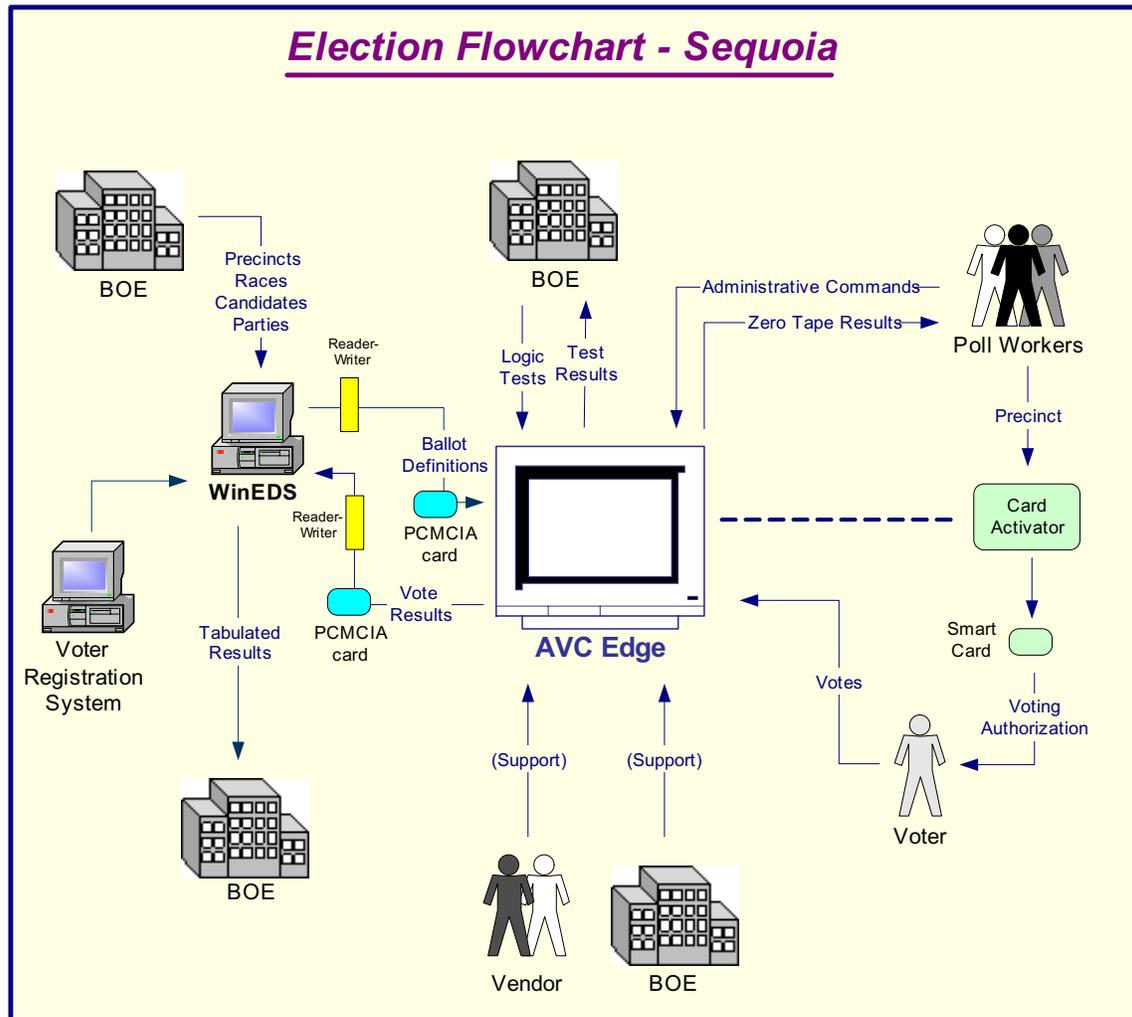 Election Flowchart - Sequoia
BOE
Precincts
Races
Candidates
Parties
BOE
Logic
Tests
Test
Results
Administrative Commands
Zero Tape Results
Poll Workers
Precinct
Card
Activator
Smart
Card
Voting
Authorization
Voter
Votes
Reader-
Writer
Ballot
Definitions
PCMCIA
card
WinEDS
Reader-
Writer
PCMCIA
card
Vote
Results
AVC Edge
Voter
Registration
System
Tabulated
Results
BOE
(Support)
(Support)
Vendor
BOE